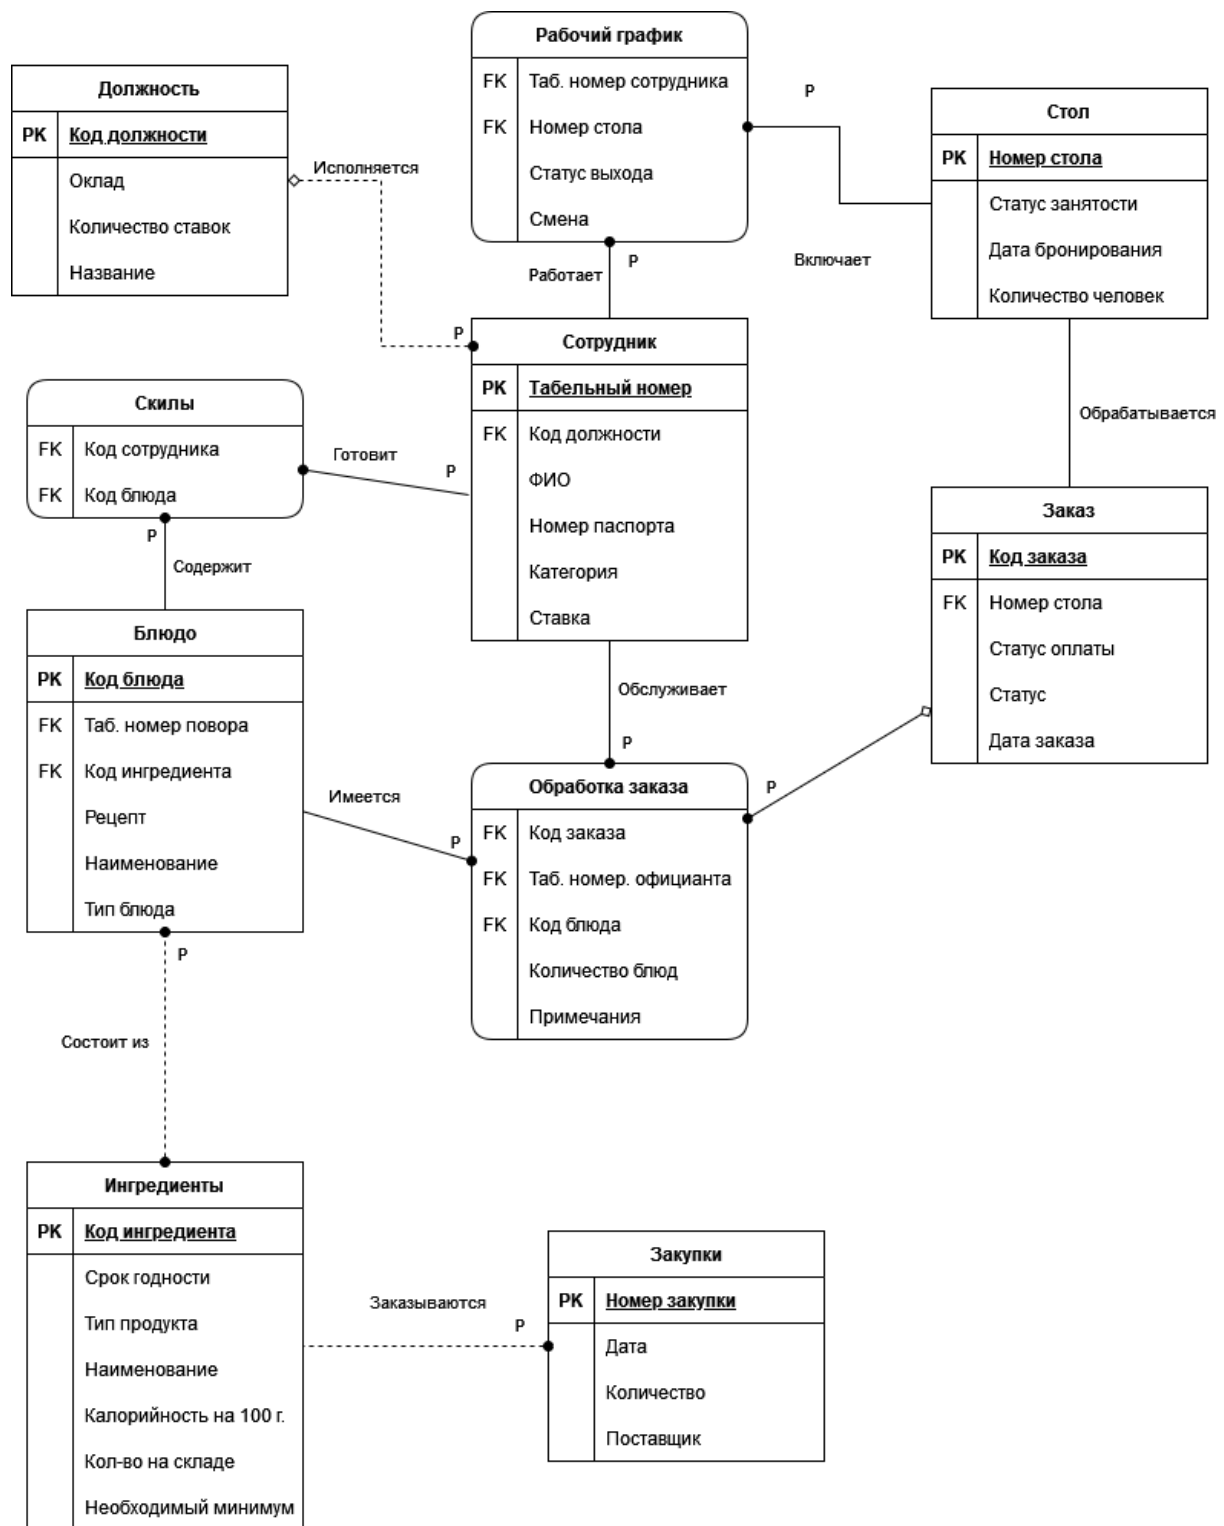 Рабочий график
FK Таб. номер сотрудника
FK Номер стола
Статус выхода
Смена
Должность
PK Код должности
Оклад
Количество ставок
Название
Исполняется
P
Стол
PK Номер стола
Статус занятости
Дата бронирования
Количество человек
Включает
Работает
P
P
Сотрудник
PK Табельный номер
FK Код должности
ФИО
Номер паспорта
Категория
Ставка
Скилы
FK Код сотрудника
FK Код блюда
Готовит
P
Обрабатывается
P
Содержит
Заказ
PK Код заказа
FK Номер стола
Статус оплаты
Статус
Дата заказа
Блюдо
PK Код блюда
FK Таб. номер повора
FK Код ингредиента
Рецепт
Наименование
Тип блюда
Обслуживает
P
Имеется
P
P
Обработка заказа
FK Код заказа
FK Таб. номер. официанта
FK Код блюда
Количество блюд
Примечания
P
Состоит из
Ингредиенты
PK Код ингредиента
Срок годности
Тип продукта
Наименование
Калорийность на 100 г.
Кол-во на складе
Необходимый минимум
Заказываются
P
Закупки
PK Номер закупки
Дата
Количество
Поставщик